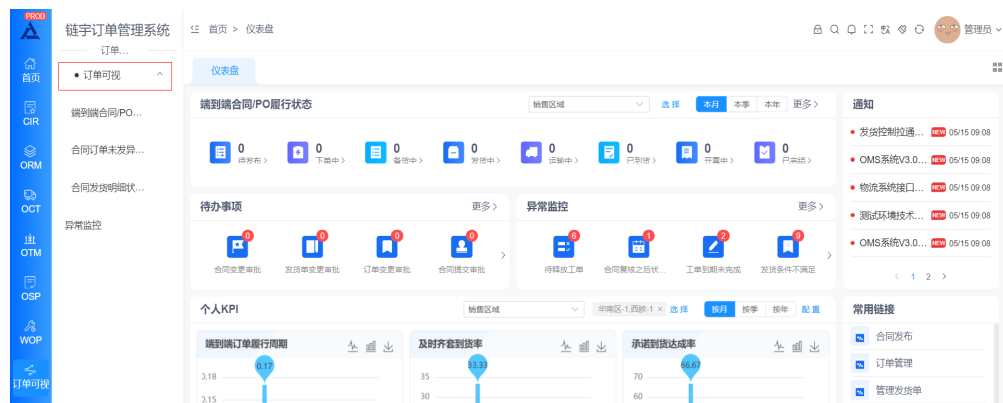 PROD
首页
CIR
ORM
OCT
OTM
OSP
WOP
订单可视
链宇订单管理系统
订单...
订单可视
端到端合同/PO...
合同订单未发异...
合同发货明细状...
异常监控
首页 > 仪表盘
管理员
仪表盘
端到端合同/PO履行状态
销售区域
选择
本月 本季 本年 更多>
0 待发布>
0 下单中>
0 备货中>
0 发货中>
0 运输中>
0 已到货>
0 开票中>
0 已完结>
待办事项 更多>
0 合同变更审批
0 发货单变更审批
0 订单变更审批
0 合同提交审批
异常监控 更多>
6 待释放工单
1 合同复核之后状...
2 工单到期未完成
9 发货条件不满足
个人KPI
销售区域
华南区-1.西欧-1 × 选择
按月 按季 按年 配置
端到端订单履行周期
0.17
0.18
0.15
及时齐套到货率
33.33
35
30
承诺到货达成率
66.67
70
60
通知
发货控制拉通... NEW 05/15 09:08
OMS系统V3.0... NEW 05/15 09:08
物流系统接口... NEW 05/15 09:08
测试环境技术... NEW 05/15 09:08
OMS系统V3.0... NEW 05/15 09:08
< 1 2 >
常用链接
合同发布
订单管理
管理发货单